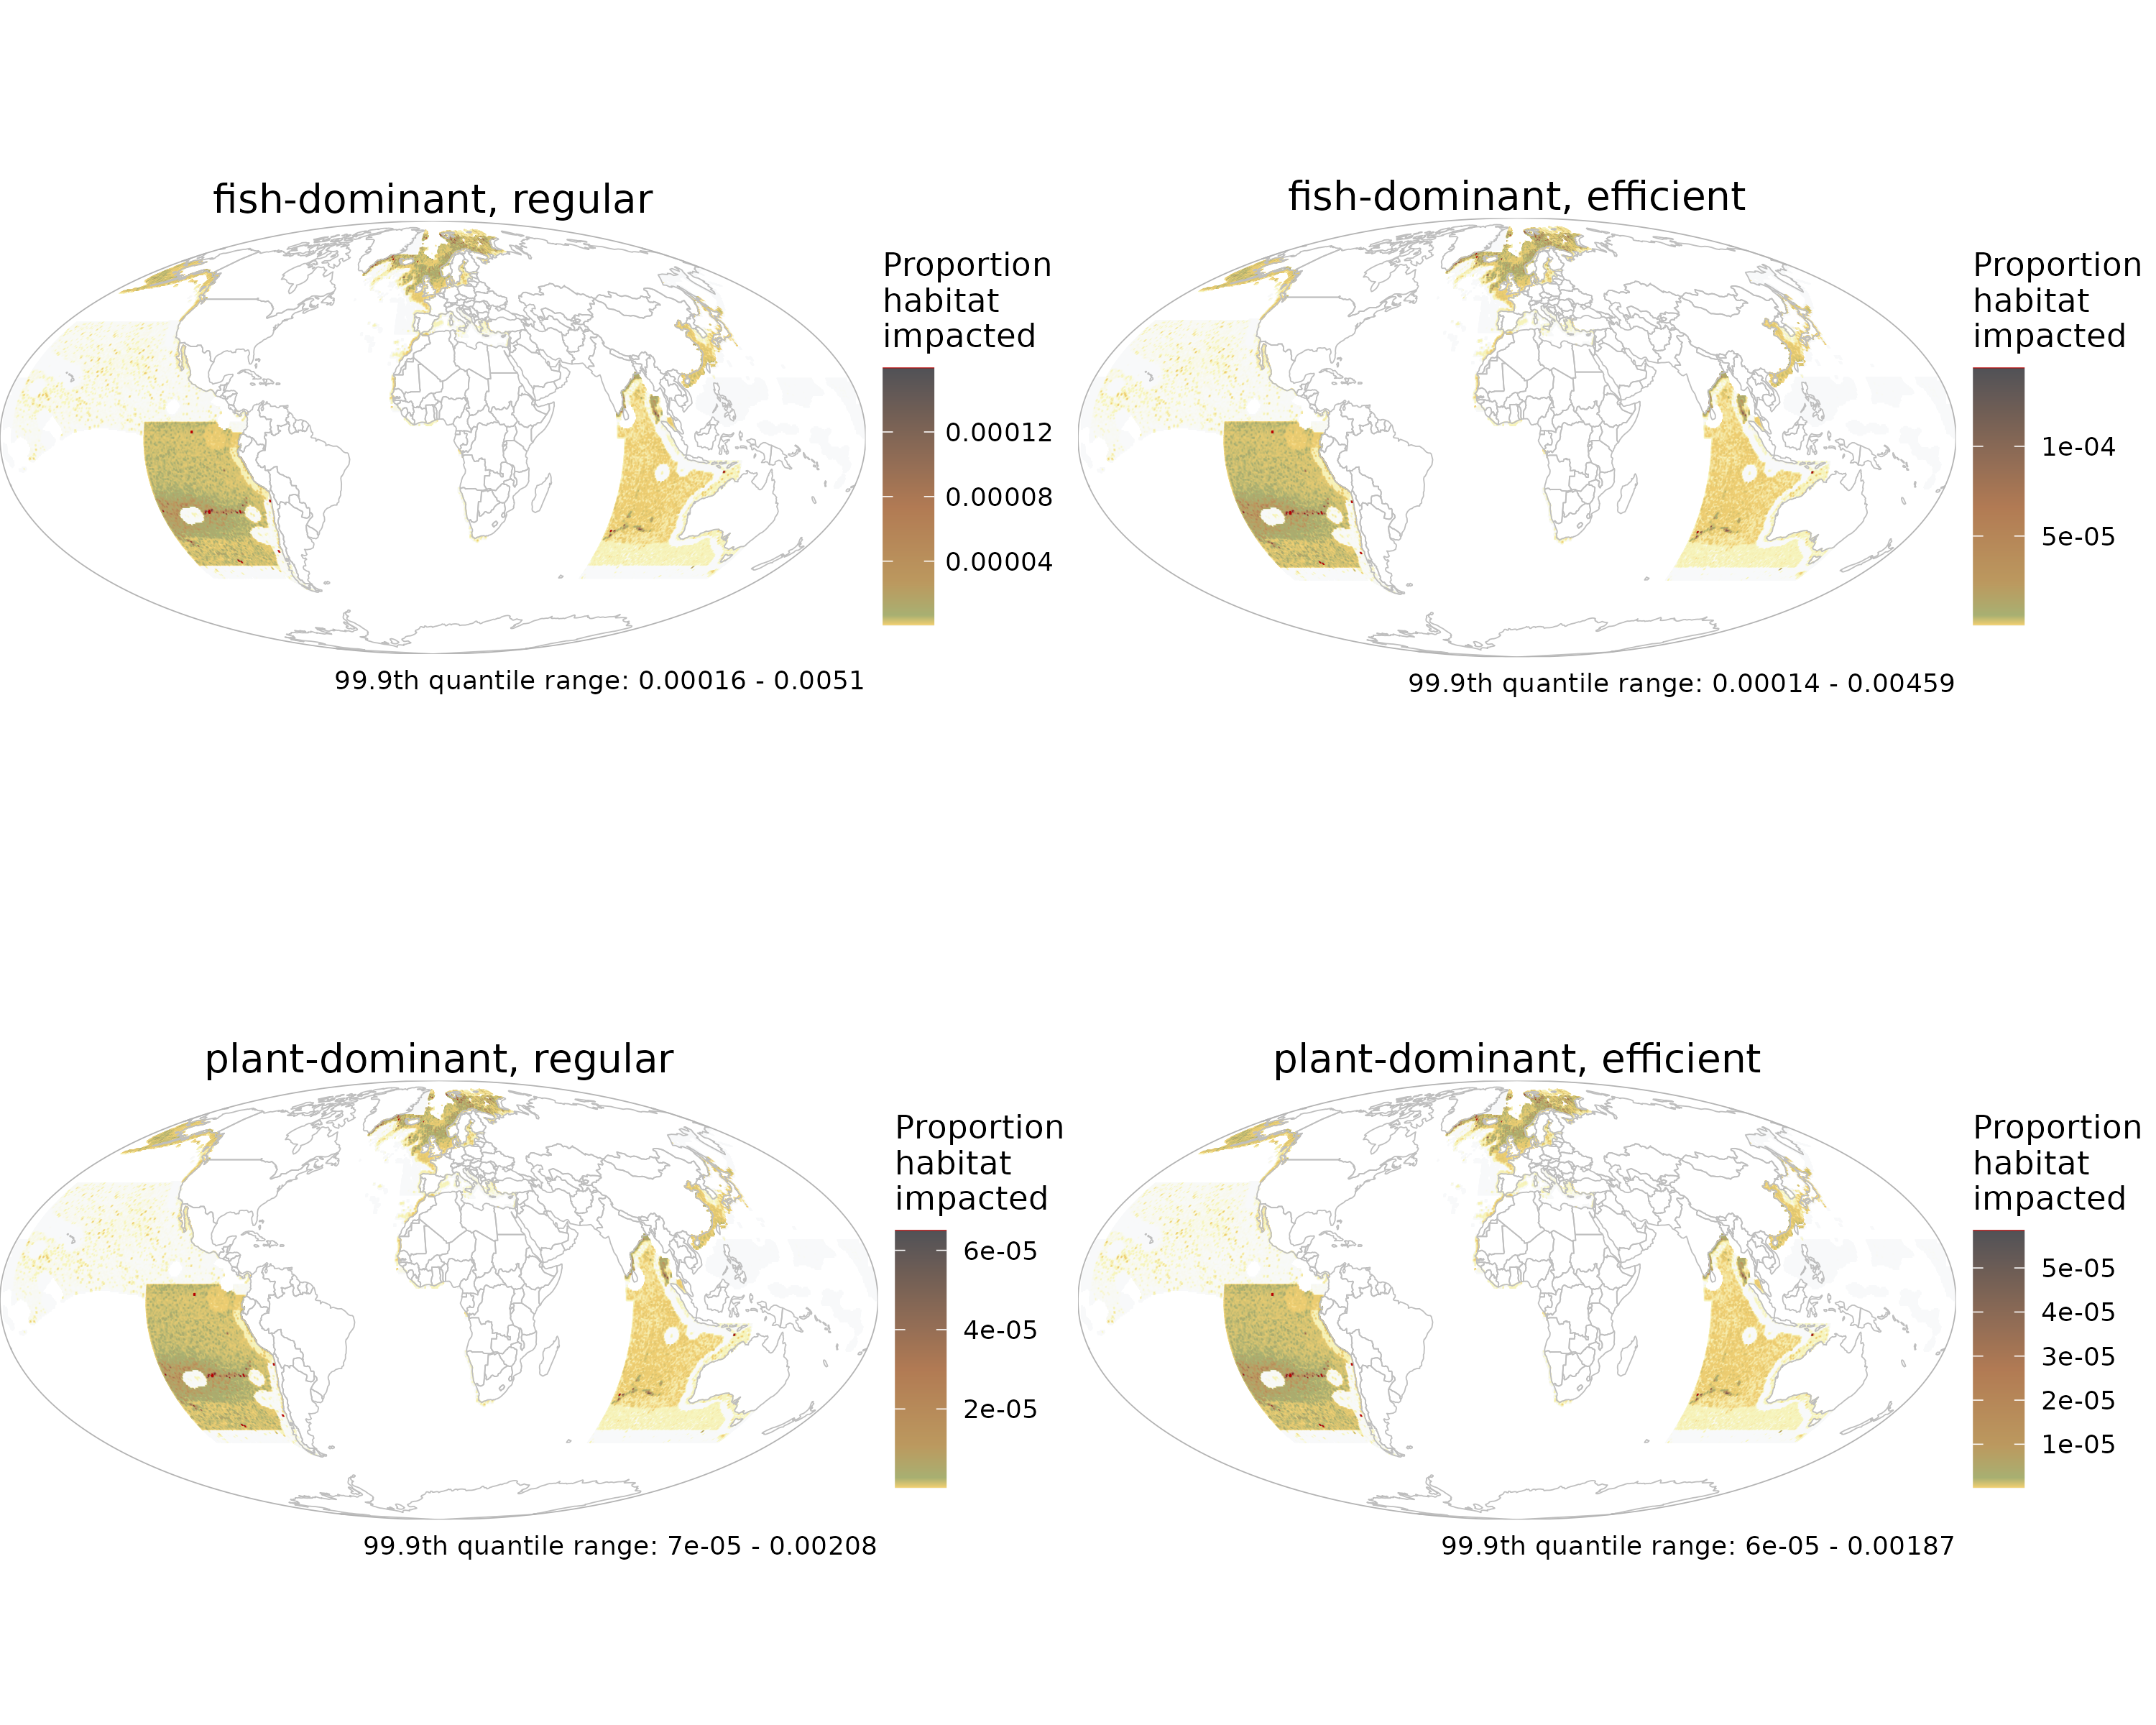 fish-dominant, regular
Proportion
habitat
impacted
0.00012
0.00008
0.00004
99.9th quantile range: 0.00016 - 0.0051
fish-dominant, efficient
Proportion
habitat
impacted
1e-04
5e-05
99.9th quantile range: 0.00014 - 0.00459
plant-dominant, regular
Proportion
habitat
impacted
6e-05
4e-05
2e-05
99.9th quantile range: 7e-05 - 0.00208
plant-dominant, efficient
Proportion
habitat
impacted
5e-05
4e-05
3e-05
2e-05
1e-05
99.9th quantile range: 6e-05 - 0.00187